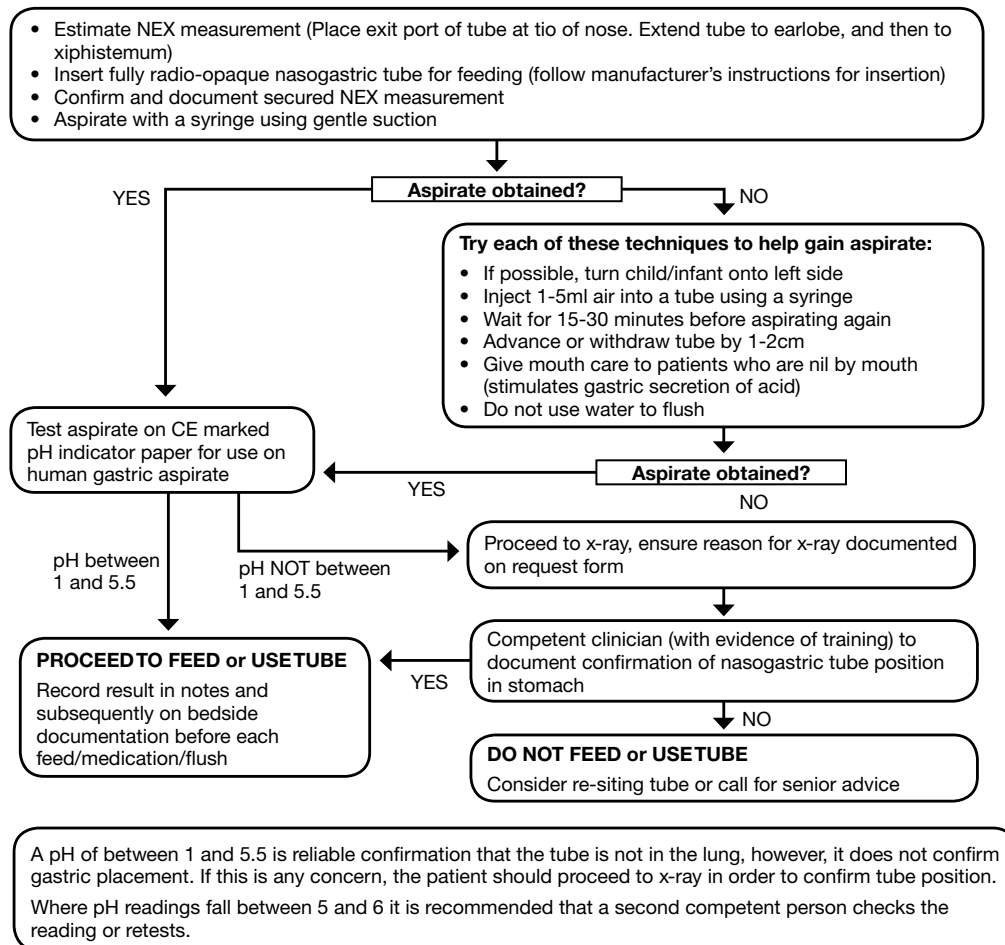 • Estimate NEX measurement (Place exit port of tube at tio of nose. Extend tube to earlobe, and then to
xiphistemum)
• Insert fully radio-opaque nasogastric tube for feeding (follow manufacturer's instructions for insertion)
• Confirm and document secured NEX measurement
• Aspirate with a syringe using gentle suction
Aspirate obtained?
YES
NO
Try each of these techniques to help gain aspirate:
• If possible, turn child/infant onto left side
• Inject 1-5ml air into a tube using a syringe
• Wait for 15-30 minutes before aspirating again
• Advance or withdraw tube by 1-2cm
• Give mouth care to patients who are nil by mouth
(stimulates gastric secretion of acid)
• Do not use water to flush
Test aspirate on CE marked
pH indicator paper for use on
human gastric aspirate
Aspirate obtained?
YES
NO
pH between
1 and 5.5
pH NOT between
1 and 5.5
Proceed to x-ray, ensure reason for x-ray documented
on request form
Competent clinician (with evidence of training) to
document confirmation of nasogastric tube position
in stomach
YES
NO
PROCEED TO FEED or USE TUBE
Record result in notes and
subsequently on bedside
documentation before each
feed/medication/flush
DO NOT FEED or USE TUBE
Consider re-siting tube or call for senior advice
A pH of between 1 and 5.5 is reliable confirmation that the tube is not in the lung, however, it does not confirm
gastric placement. If this is any concern, the patient should proceed to x-ray in order to confirm tube position.
Where pH readings fall between 5 and 6 it is recommended that a second competent person checks the
reading or retests.